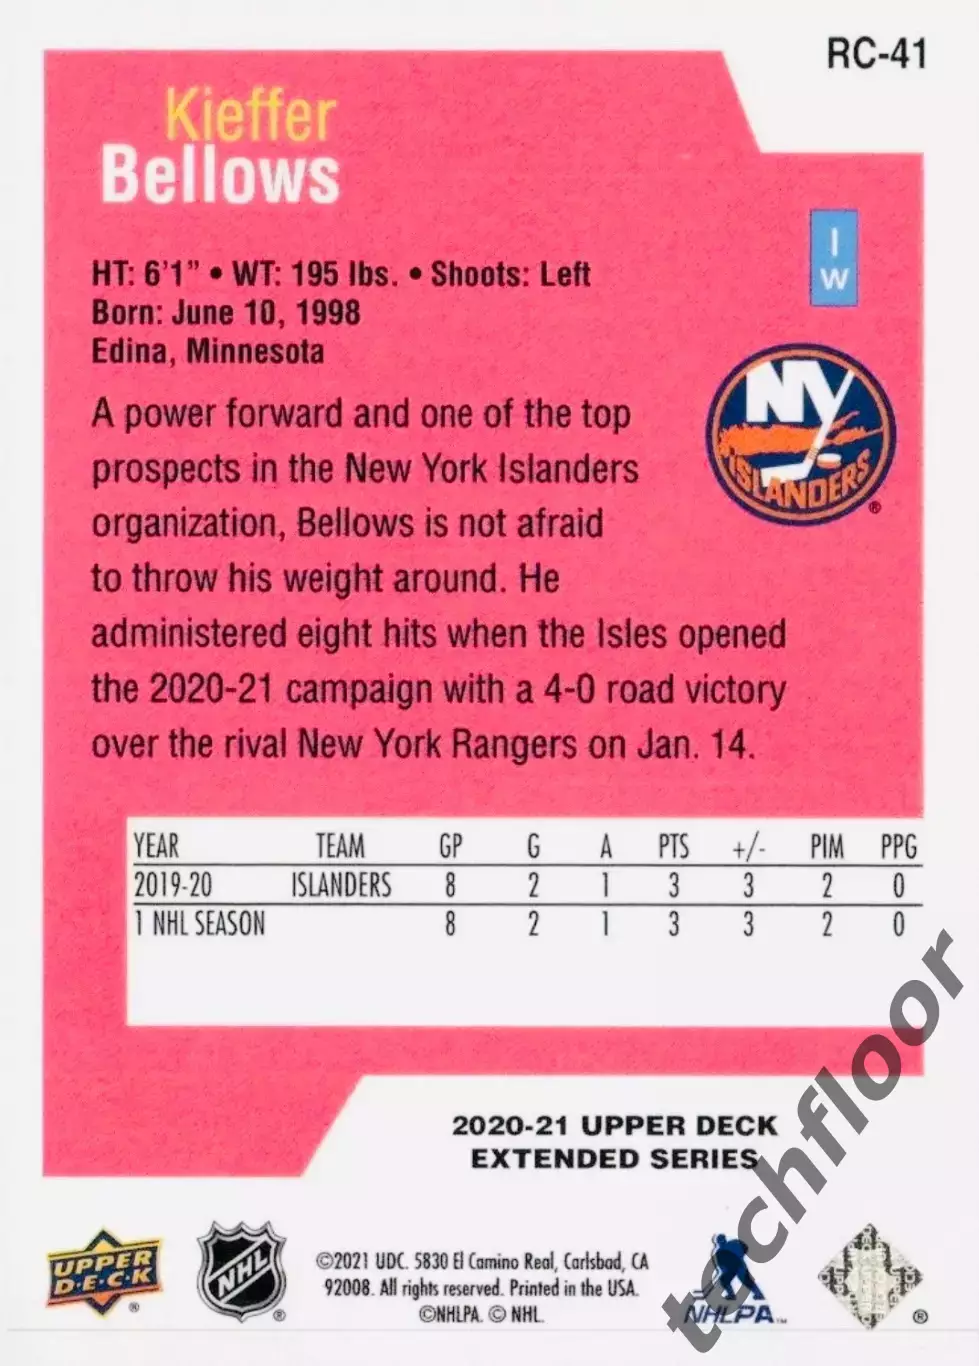 RC-41
Kieffer
Bellows
I
W
HT: 6'1" • WT: 195 lbs. • Shoots: Left
Born: June 10, 1998
Edina, Minnesota
NY
ISLANDERS
®
A power forward and one of the top
prospects in the New York Islanders
organization, Bellows is not afraid
to throw his weight around. He
administered eight hits when the Isles opened
the 2020-21 campaign with a 4-0 road victory
over the rival New York Rangers on Jan. 14.
YEAR TEAM GP G A PTS +/- PIM PPG
2019-20 ISLANDERS 8 2 1 3 3 2 0
1 NHL SEASON 8 2 1 3 3 2 0
2020-21 UPPER DECK
EXTENDED SERIES
techfloor
UPPER
D·E·C·K
®
NHL
®
©2021 UDC. 5830 El Camino Real, Carlsbad, CA
92008. All rights reserved. Printed in the USA.
©NHLPA. © NHL.
NHLPA™
®